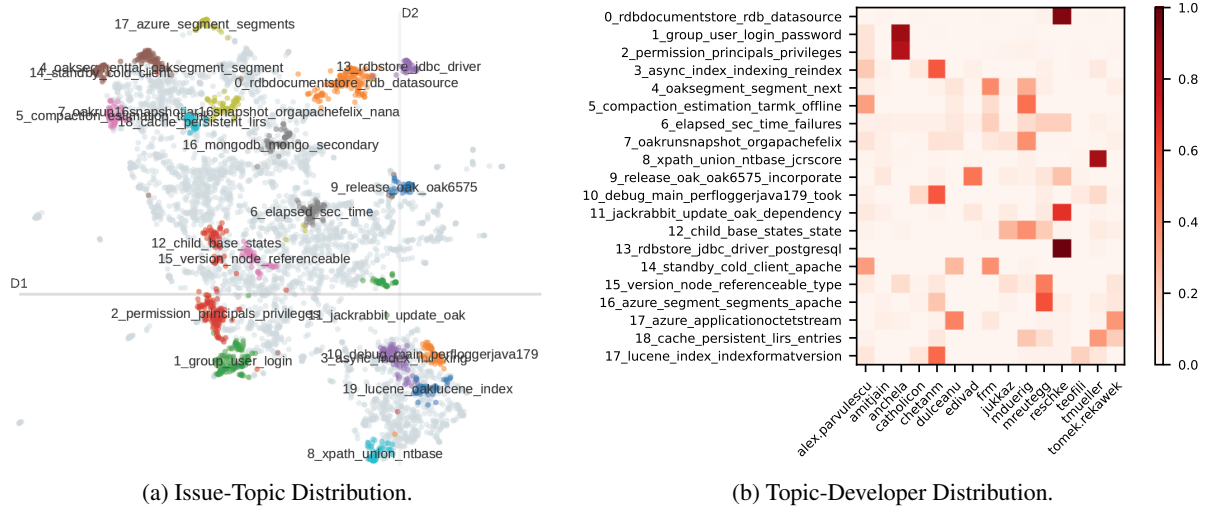 D2
17_azure_segment_segments
13_rdbstore_jdbc_driver
14_standby_cold_client
0_rdbdocumentstore_rdb_datasource
18_cache_persistent_lirs
16_mongodb_mongo_secondary
9_release_oak_oak6575
6_elapsed_sec_time
12_child_base_states
15_version_node_referenceable
D1
2_permission_principals_privileges
11_jackrabbit_update_oak
10_debug_main_perfloggerjava179
1_group_user_login
19_lucene_oaklucene_index
8_xpath_union_ntbase
(a) Issue-Topic Distribution.
0_rdbdocumentstore_rdb_datasource
1_group_user_login_password
2_permission_principals_privileges
3_async_index_indexing_reindex
4_oaksegment_segment_next
5_compaction_estimation_tarmk_offline
6_elapsed_sec_time_failures
7_oakrunsnapshot_orgapachefelix
8_xpath_union_ntbase_jcrscore
9_release_oak_oak6575_incorporate
10_debug_main_perfloggerjava179_took
11_jackrabbit_update_oak_dependency
12_child_base_states_state
13_rdbstore_jdbc_driver_postgresql
14_standby_cold_client_apache
15_version_node_referenceable_type
16_azure_segment_segments_apache
17_azure_applicationoctetstream
18_cache_persistent_lirs_entries
17_lucene_index_indexformatversion
alex.parvulescu
amitjain
anchela
catholicon
chetanm
dulceanu
edivad
frm
jukkaz
mduerig
mreutegg
reschke
teofili
tmueller
tomek.rekawek
1.0
0.8
0.6
0.4
0.2
0.0
(b) Topic-Developer Distribution.